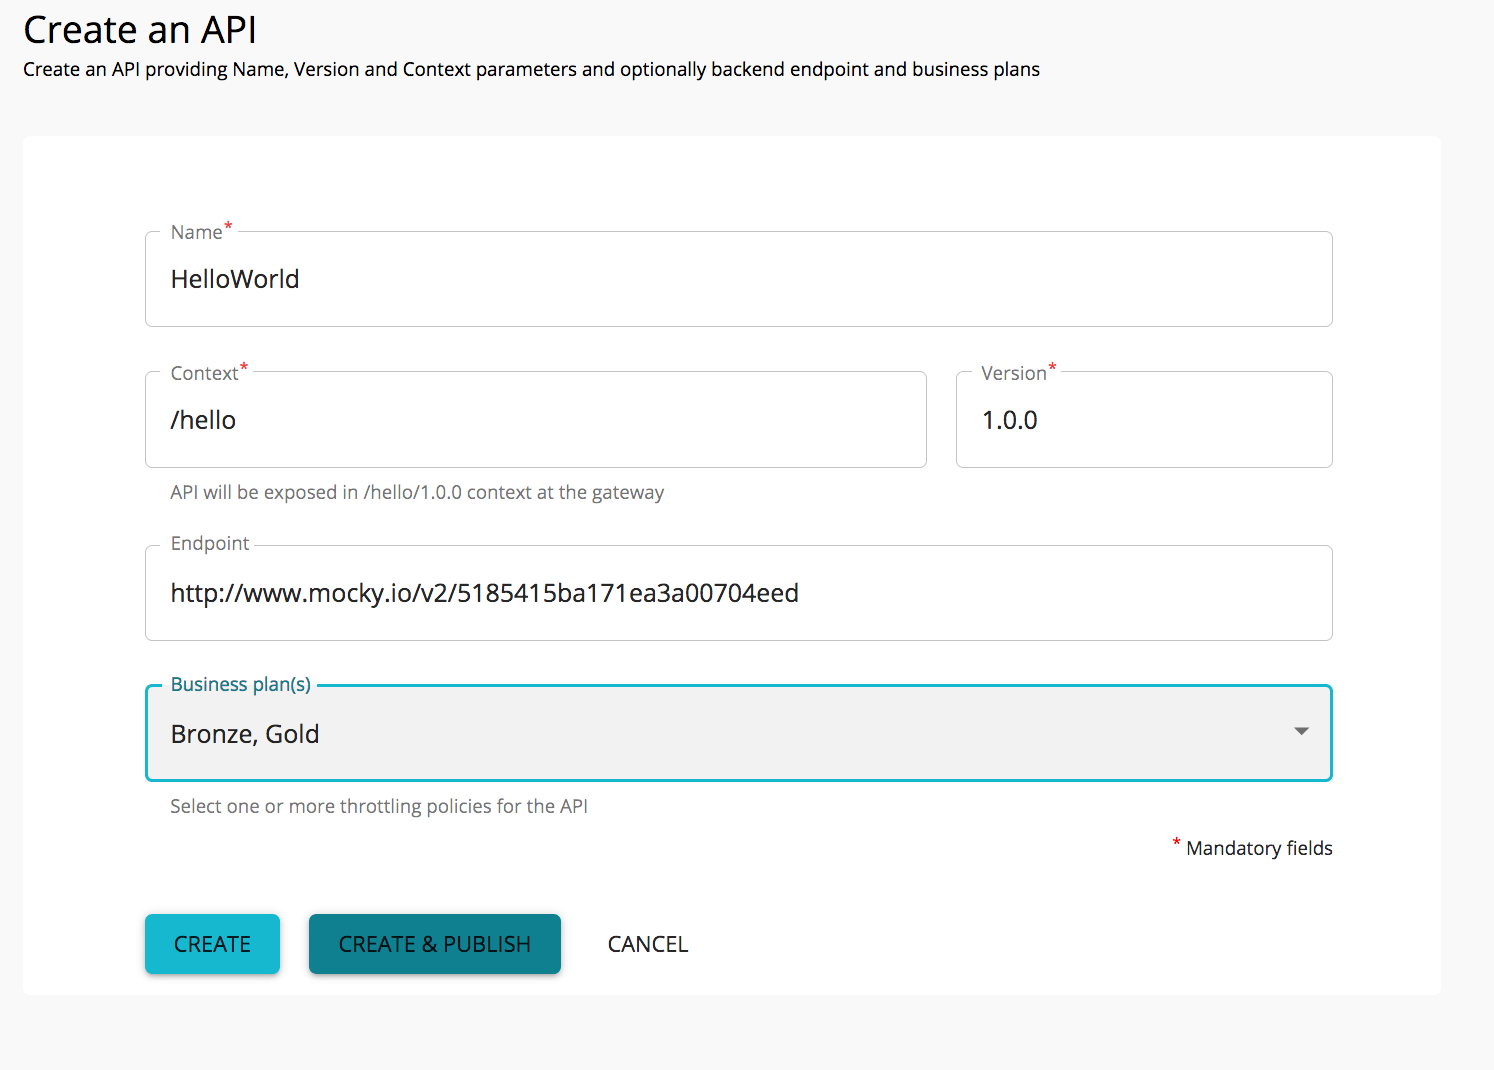 Create an API
Create an API providing Name, Version and Context parameters and optionally backend endpoint and business plans
Name*
HelloWorld
Context*
/hello
Version*
1.0.0
API will be exposed in /hello/1.0.0 context at the gateway
Endpoint
http://www.mocky.io/v2/5185415ba171ea3a00704eed
Business plan(s)
Bronze, Gold
Select one or more throttling policies for the API
* Mandatory fields
CREATE
CREATE & PUBLISH
CANCEL